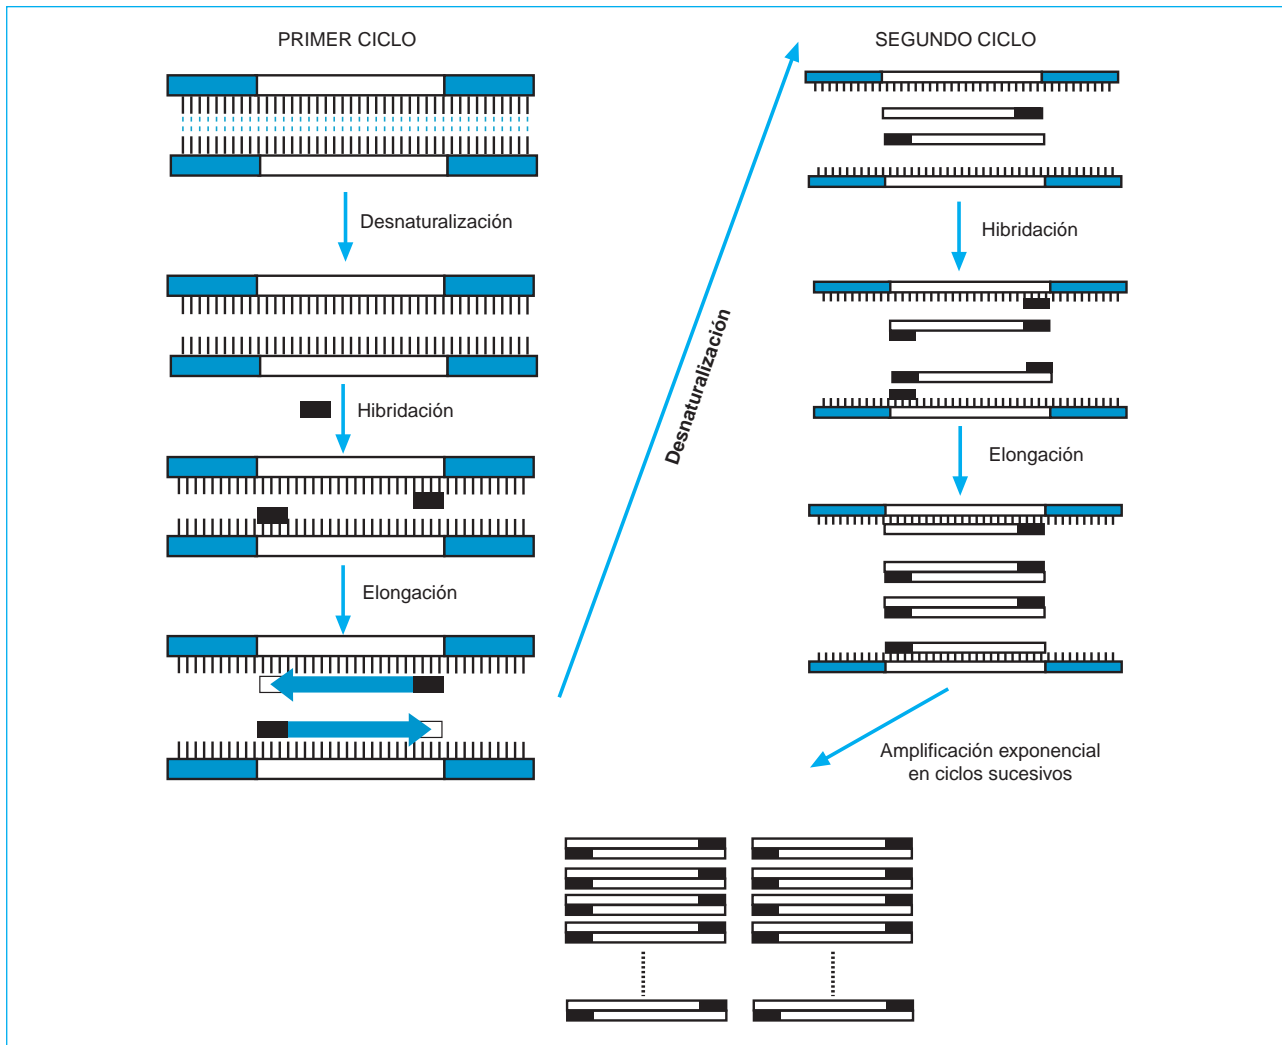 PRIMER CICLO
Desnaturalización
Hibridación
Elongación
Desnaturalización
SEGUNDO CICLO
Hibridación
Elongación
Amplificación exponencial
en ciclos sucesivos